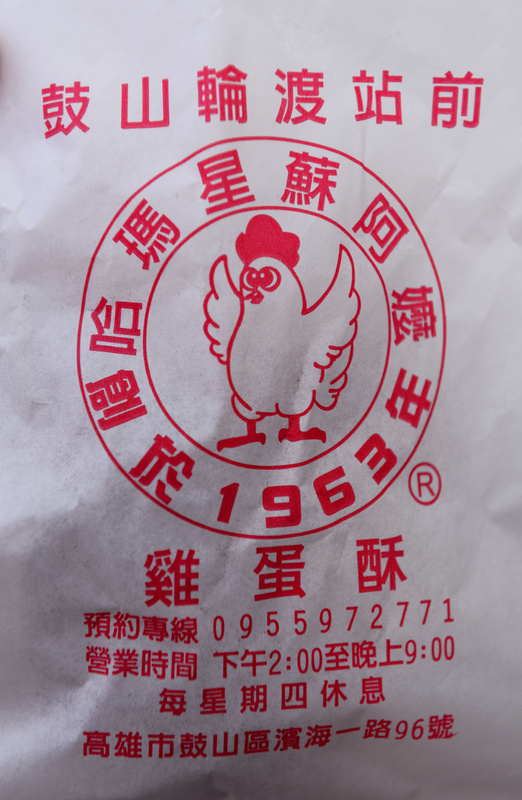 鼓山輪渡站前
哈瑪星蘇阿嬤
創於1963年
®
雞蛋酥
預約專線 0955972771
營業時間 下午2:00至晚上9:00
每星期四休息
高雄市鼓山區濱海一路96號